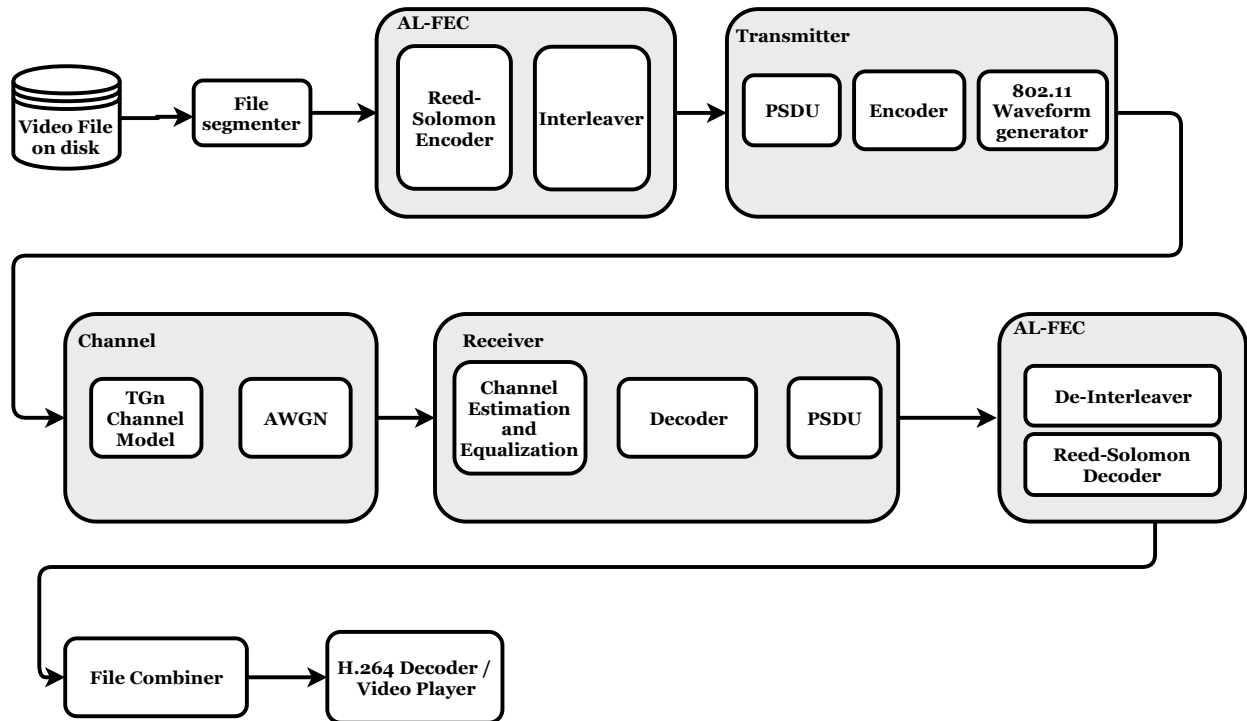 AL-FEC
Transmitter
Video File
on disk
File
segmenter
Reed-
Solomon
Encoder
Interleaver
PSDU
Encoder
802.11
Waveform
generator
Channel
TGn
Channel
Model
AWGN
Receiver
Channel
Estimation
and
Equalization
Decoder
PSDU
AL-FEC
De-Interleaver
Reed-Solomon
Decoder
File Combiner
H.264 Decoder /
Video Player